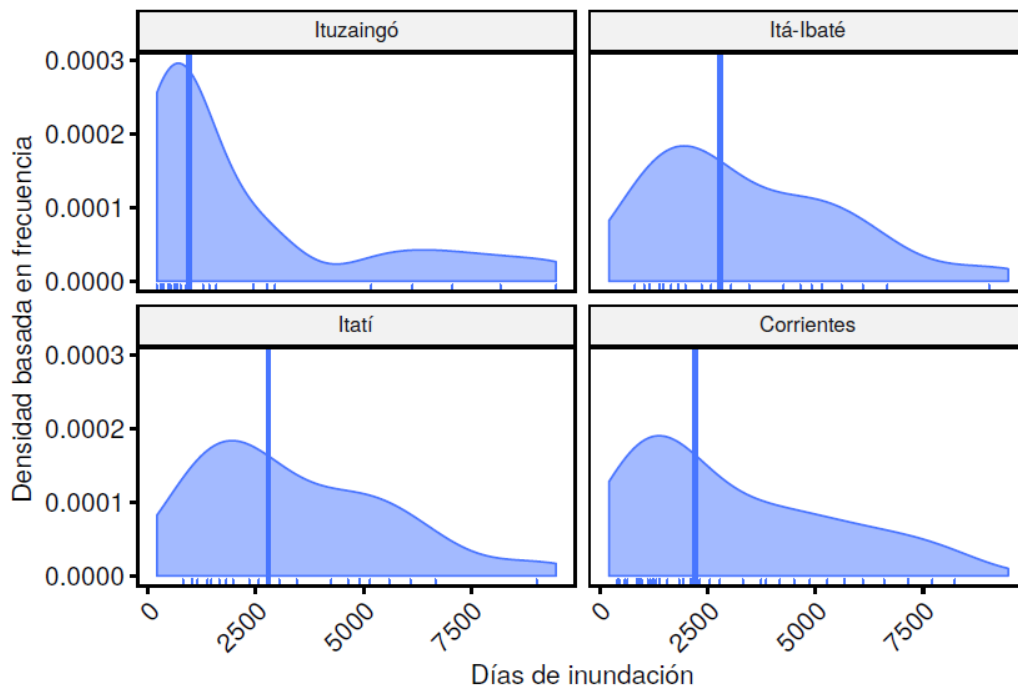 Ituzaingó
Itá-Ibaté
Densidad basada en frecuencia
0.0003
0.0002
0.0001
0.0000
Itatí
Corrientes
0.0003
0.0002
0.0001
0.0000
0
2500
5000
7500
0
2500
5000
7500
Días de inundación